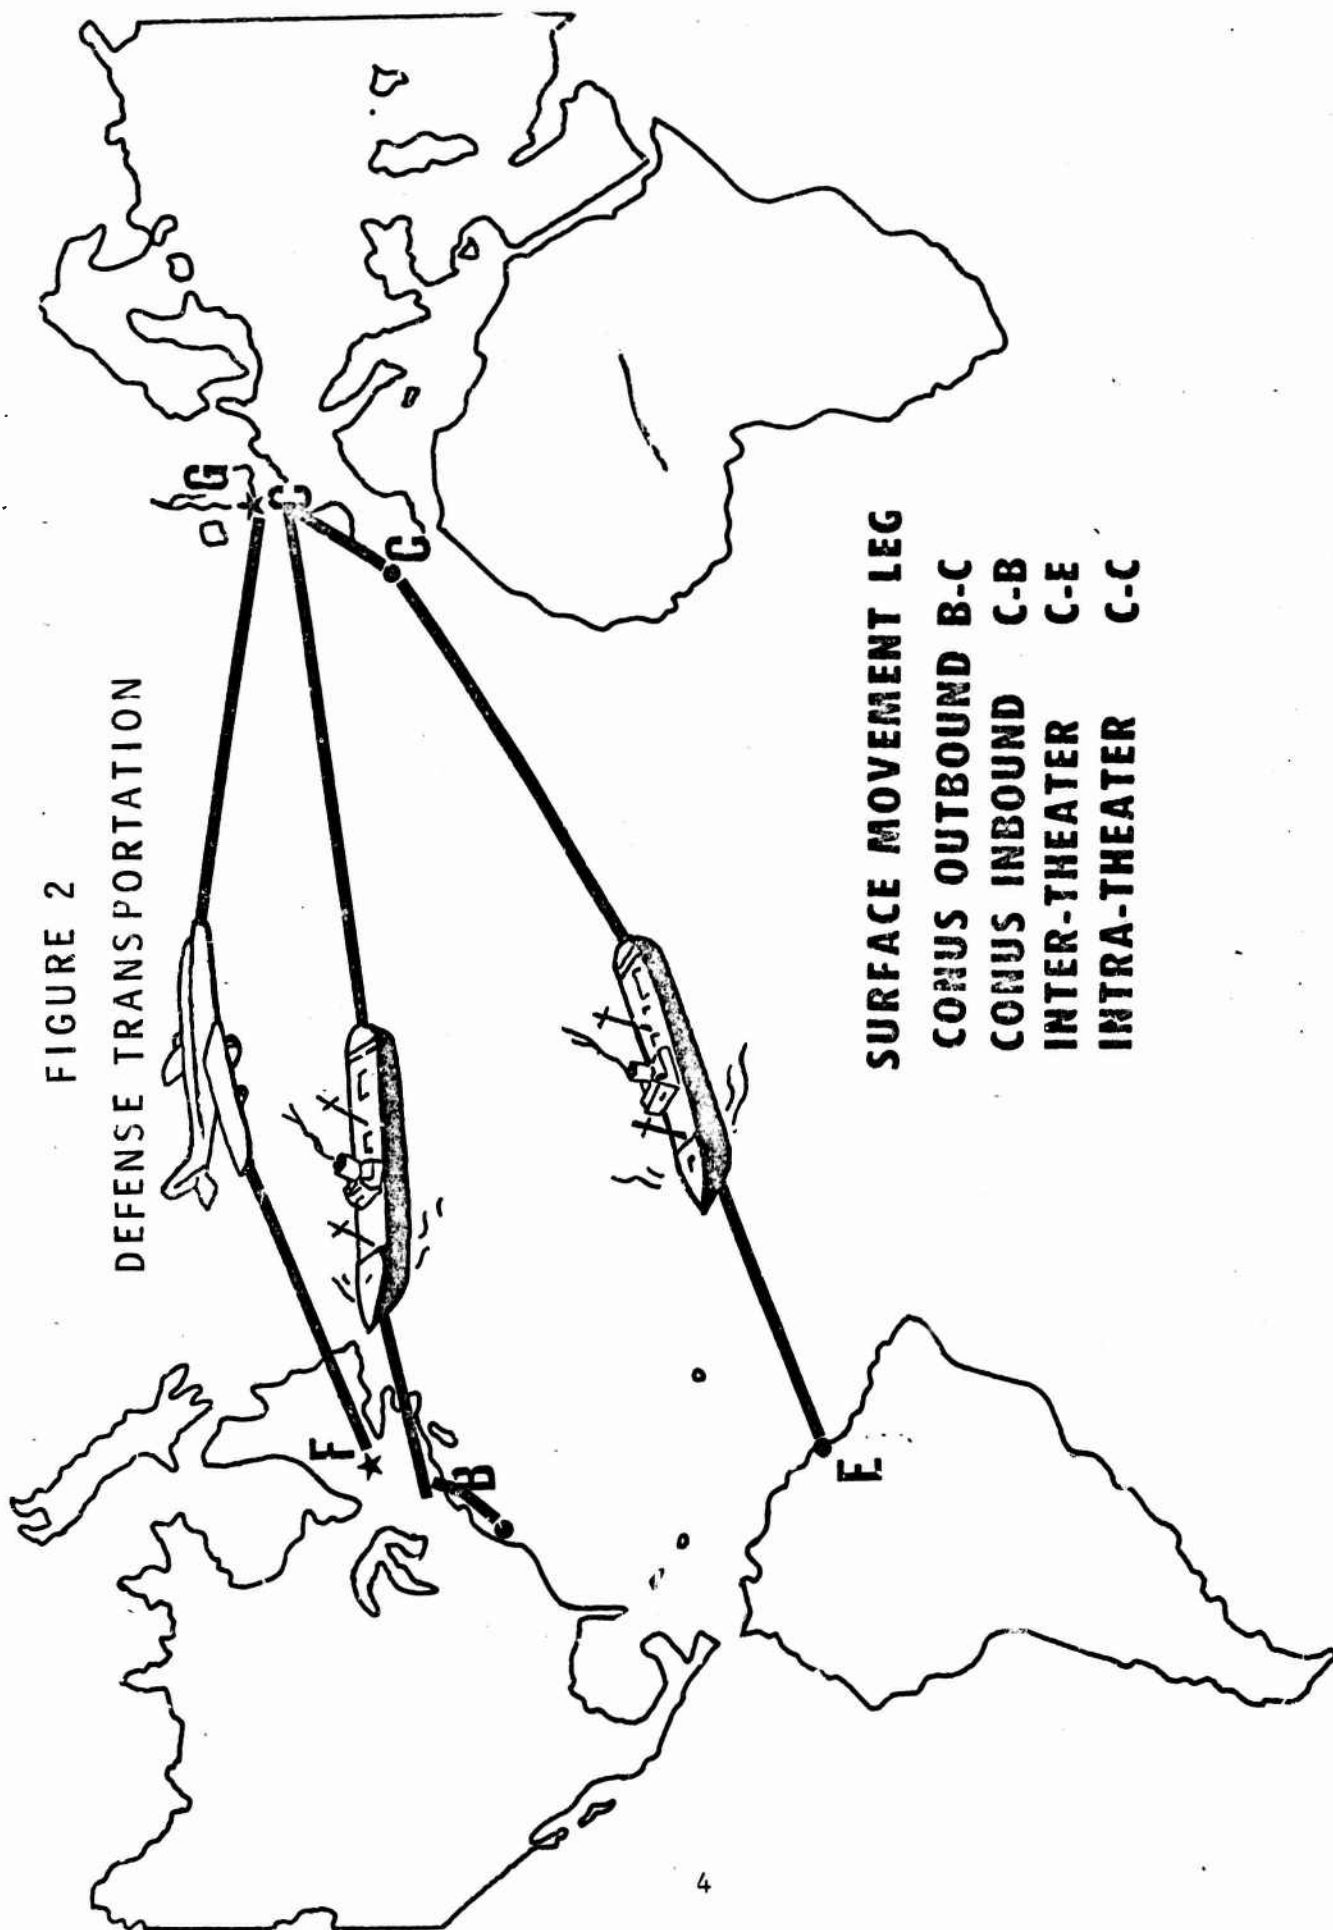 FIGURE 2
DEFENSE TRANSPORTATION
G
C
C
F
B
E
SURFACE MOVEMENT LEG
CONUS OUTBOUND B-C
CONUS INBOUND C-B
INTER-THEATER C-E
INTRA-THEATER C-C
4